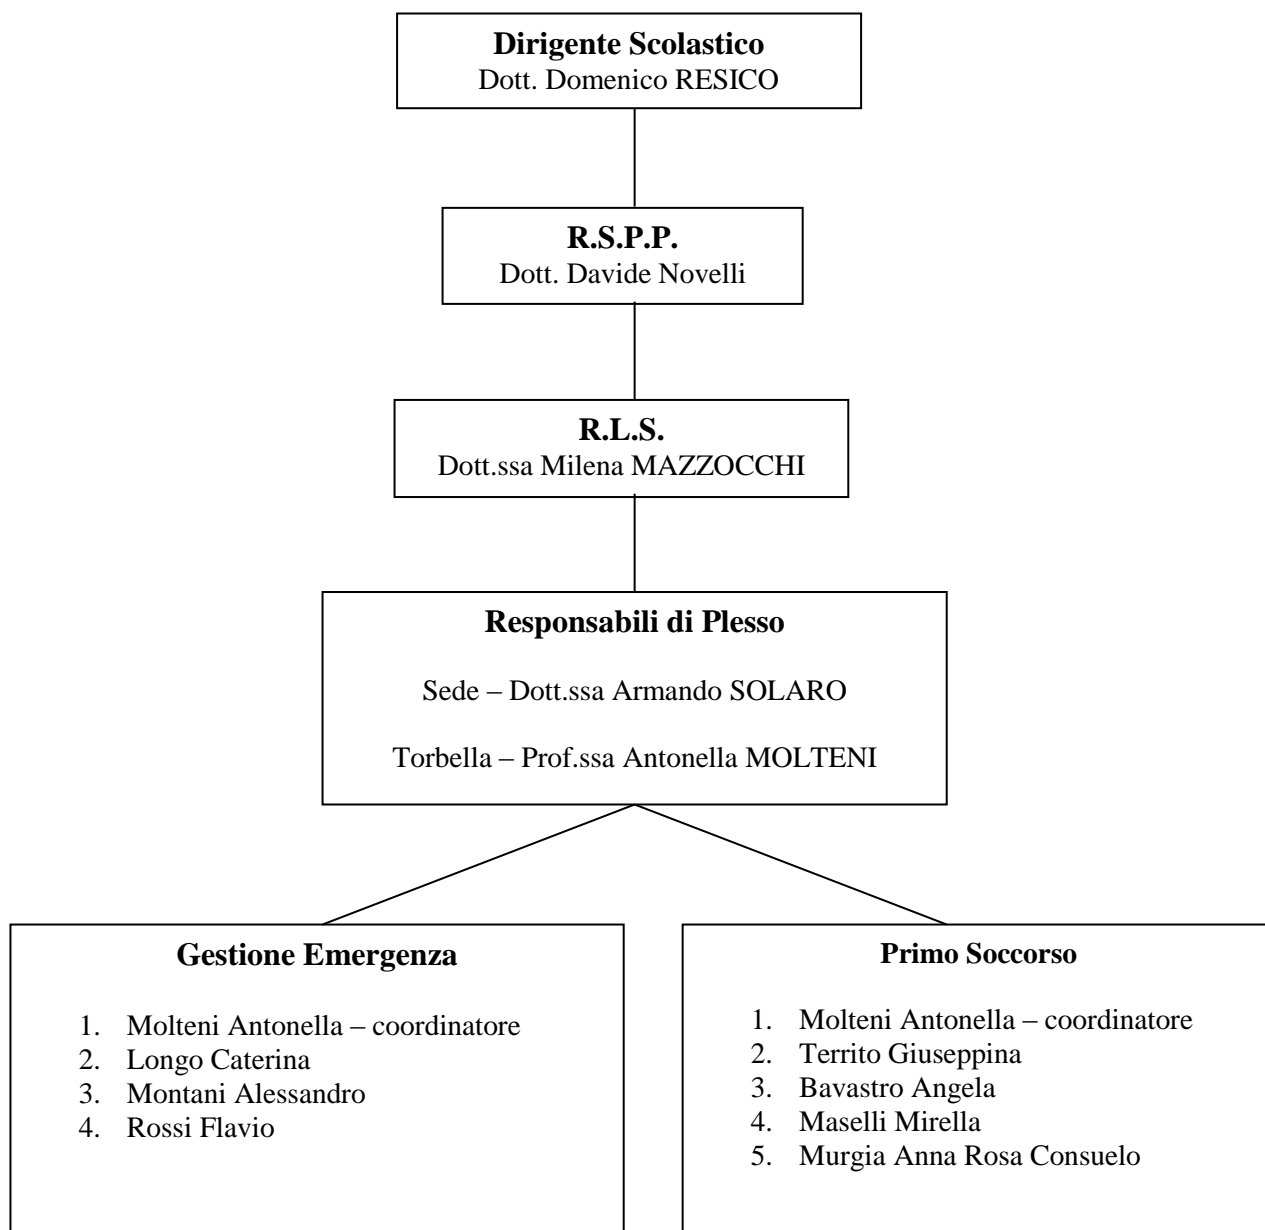 Dirigente Scolastico
Dott. Domenico RESICO
R.S.P.P.
Dott. Davide Novelli
R.L.S.
Dott.ssa Milena MAZZOCCHI
Responsabili di Plesso
Sede – Dott.ssa Armando SOLARO
Torbella – Prof.ssa Antonella MOLTENI
Gestione Emergenza
1. Molteni Antonella – coordinatore
2. Longo Caterina
3. Montani Alessandro
4. Rossi Flavio
Primo Soccorso
1. Molteni Antonella – coordinatore
2. Territo Giuseppina
3. Bavastro Angela
4. Maselli Mirella
5. Murgia Anna Rosa Consuelo